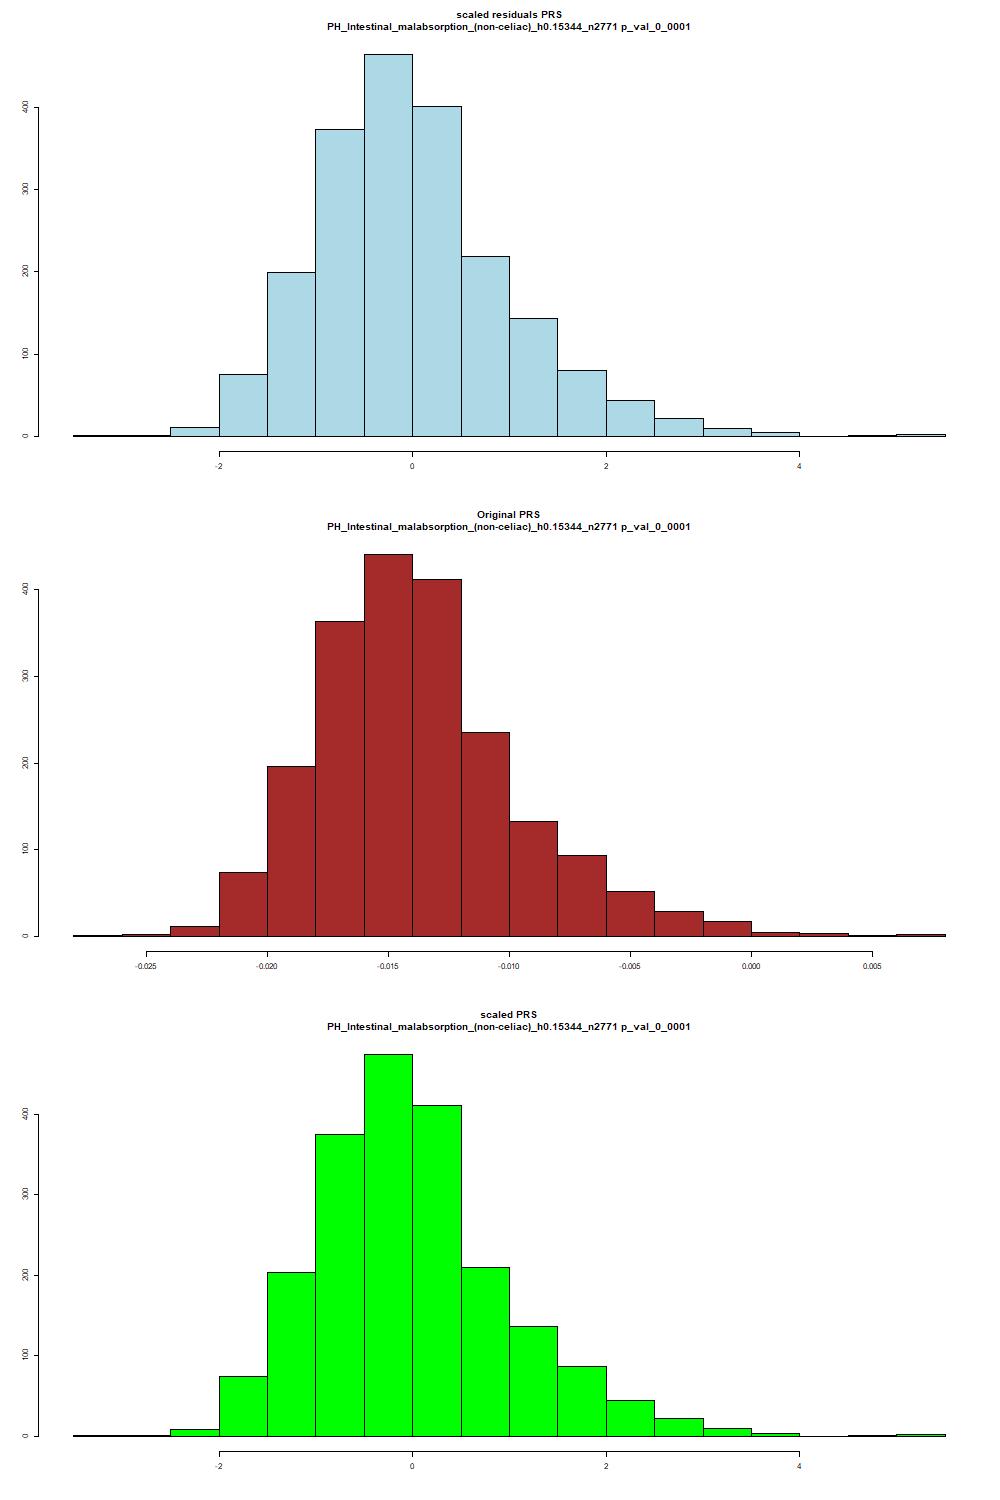 scaled residuals PRS
PH_Intestinal_malabsorption_(non-celiac)_h0.15344_n2771 p_val_0_0001
400
300
200
100
0
-2 0 2 4
Original PRS
PH_Intestinal_malabsorption_(non-celiac)_h0.15344_n2771 p_val_0_0001
400
300
200
100
0
-0.025 -0.020 -0.015 -0.010 -0.005 0.000 0.005
scaled PRS
PH_Intestinal_malabsorption_(non-celiac)_h0.15344_n2771 p_val_0_0001
400
300
200
100
0
-2 0 2 4